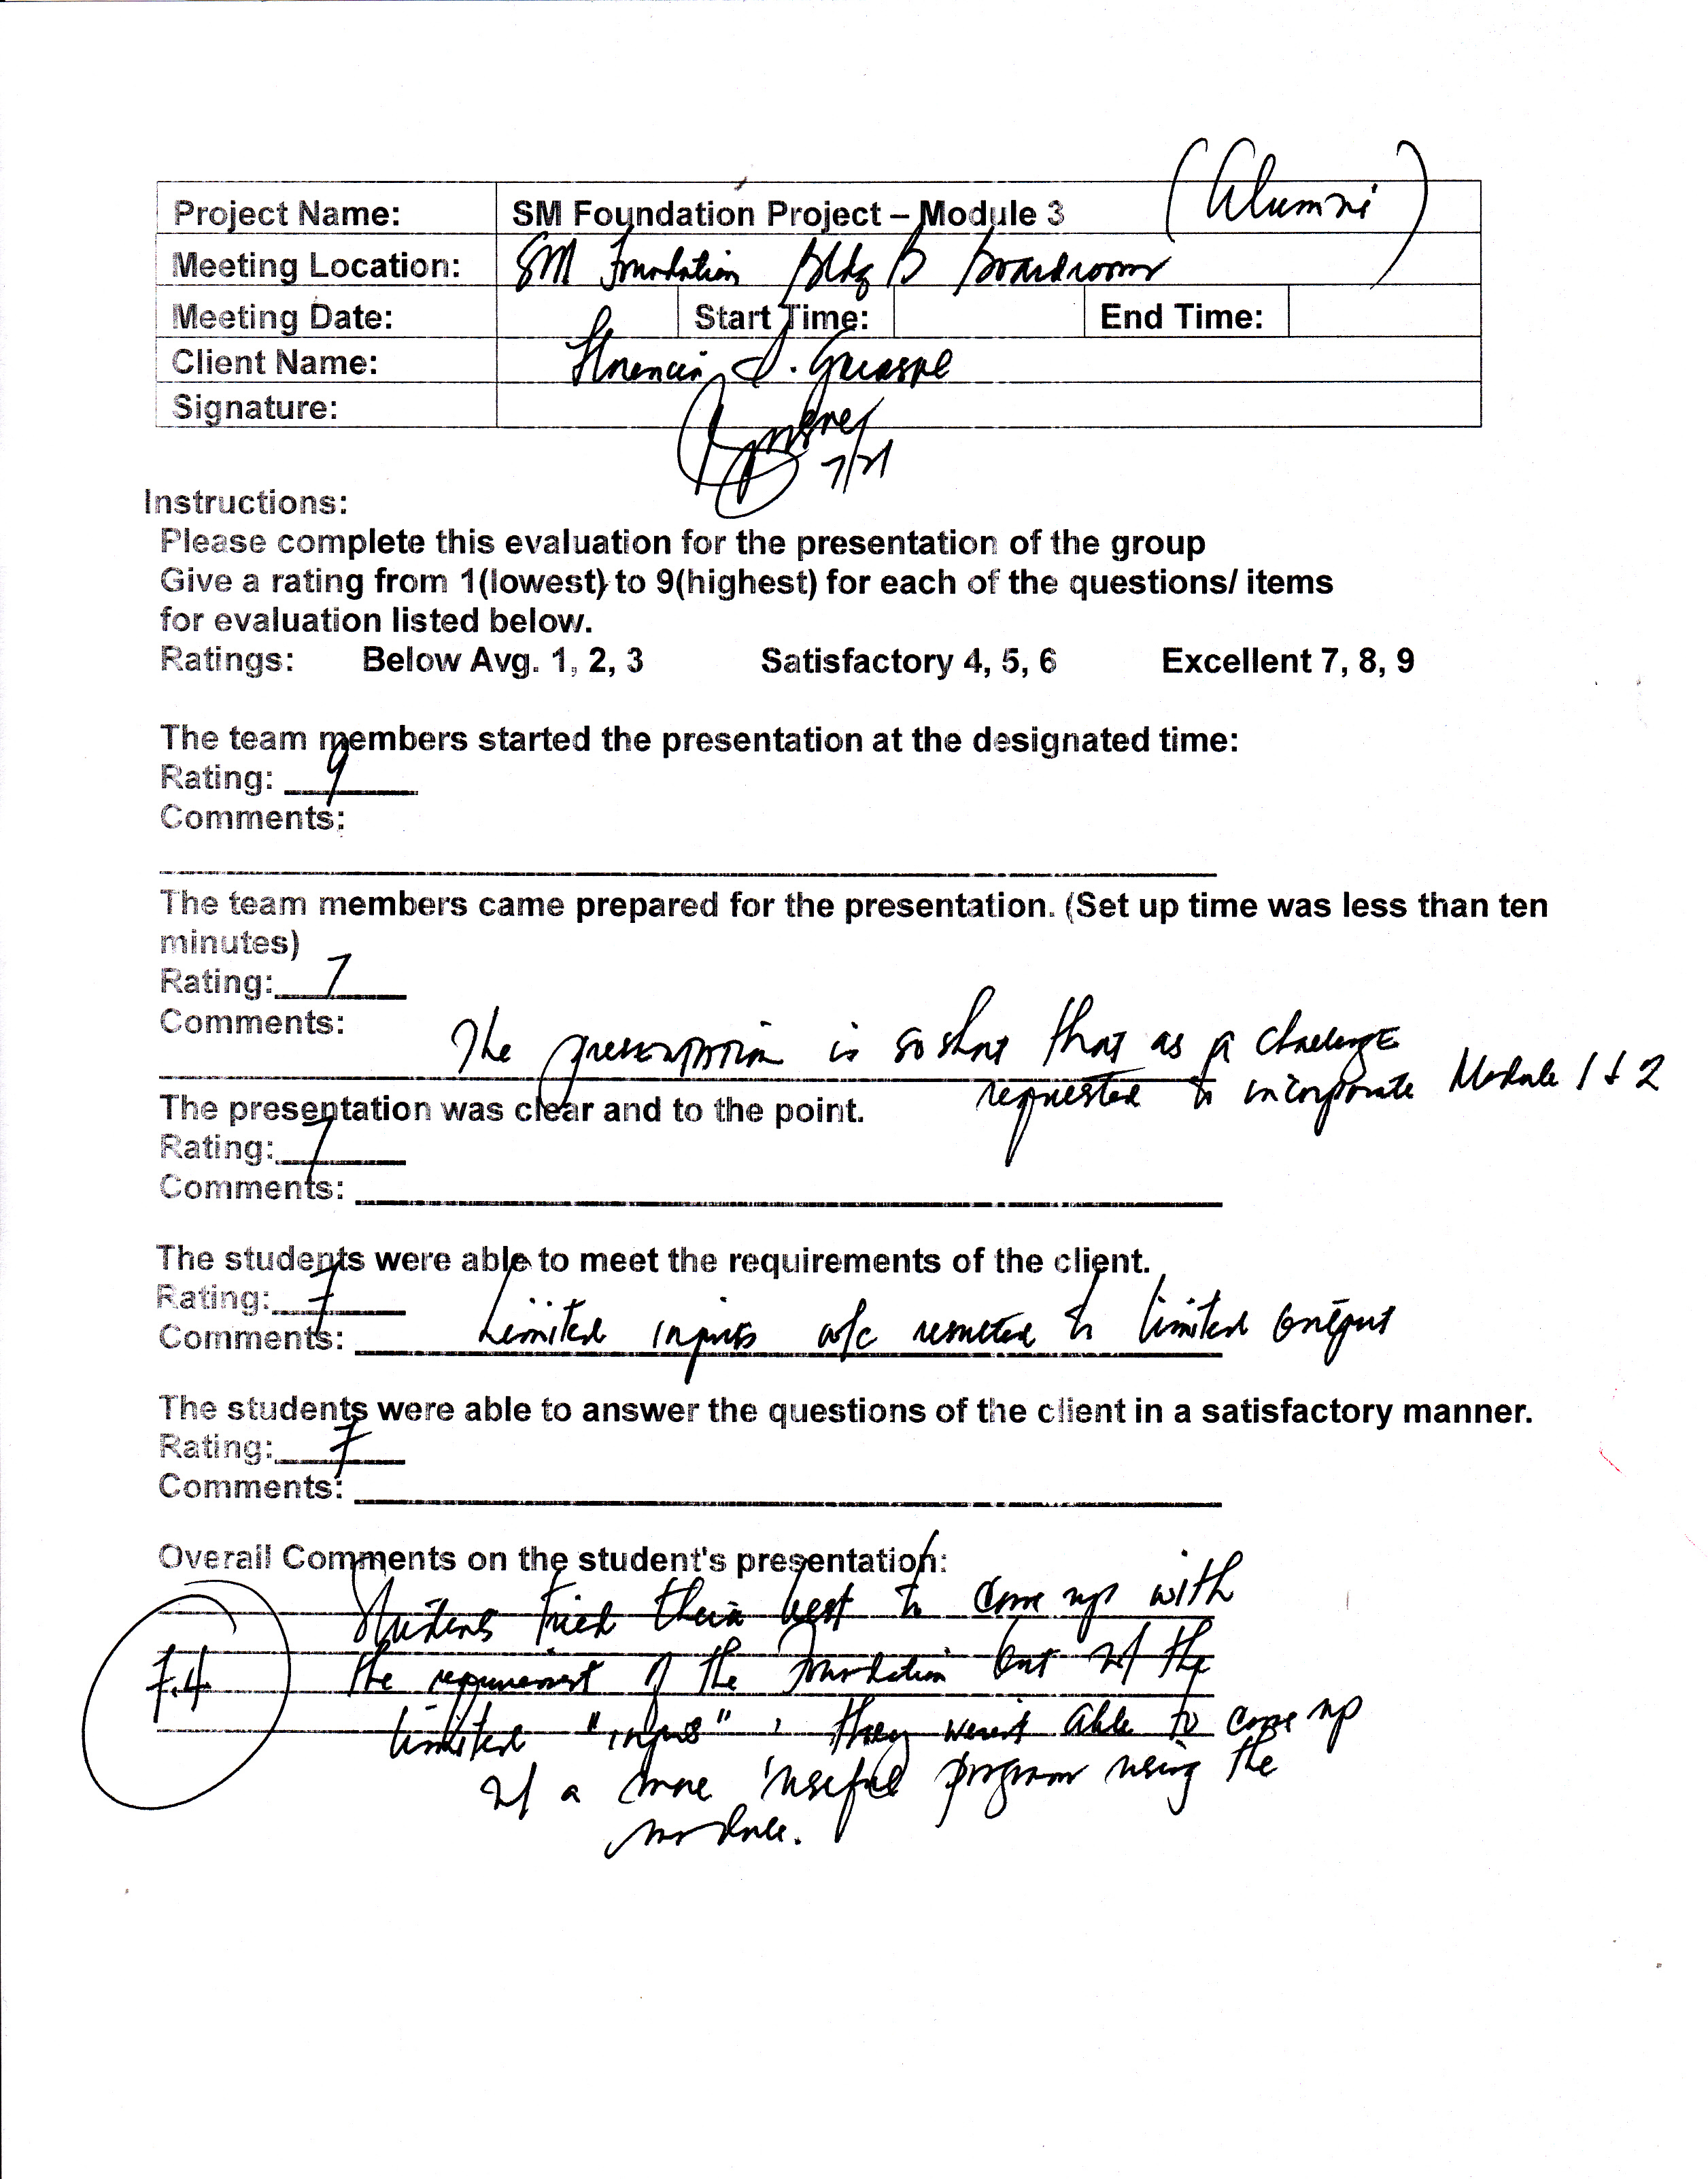 (Alumni)
Project Name: SM Foundation Project – Module 3
Meeting Location: SM Foundation Bldg B Boardroom
Meeting Date: Start Time: End Time:
Client Name:
Signature:
7/21
Instructions:
Please complete this evaluation for the presentation of the group
Give a rating from 1(lowest) to 9(highest) for each of the questions/ items
for evaluation listed below.
Ratings: Below Avg. 1, 2, 3 Satisfactory 4, 5, 6 Excellent 7, 8, 9
The team members started the presentation at the designated time:
Rating: 9
Comments:
The team members came prepared for the presentation. (Set up time was less than ten
minutes)
Rating: 7
Comments: The presentation is so short that as a challenge
requested to incorporate Module 1 & 2
The presentation was clear and to the point.
Rating: 7
Comments:
The students were able to meet the requirements of the client.
Rating: 7
Comments: Limited inputs w/c resulted to limited output
The students were able to answer the questions of the client in a satisfactory manner.
Rating: 7
Comments:
Overall Comments on the student's presentation:
Students tried their best to come up with
7.4 the requirement of the Foundation but w/ the
limited "inputs", they weren't able to come up
w/ a more useful program using the
module.